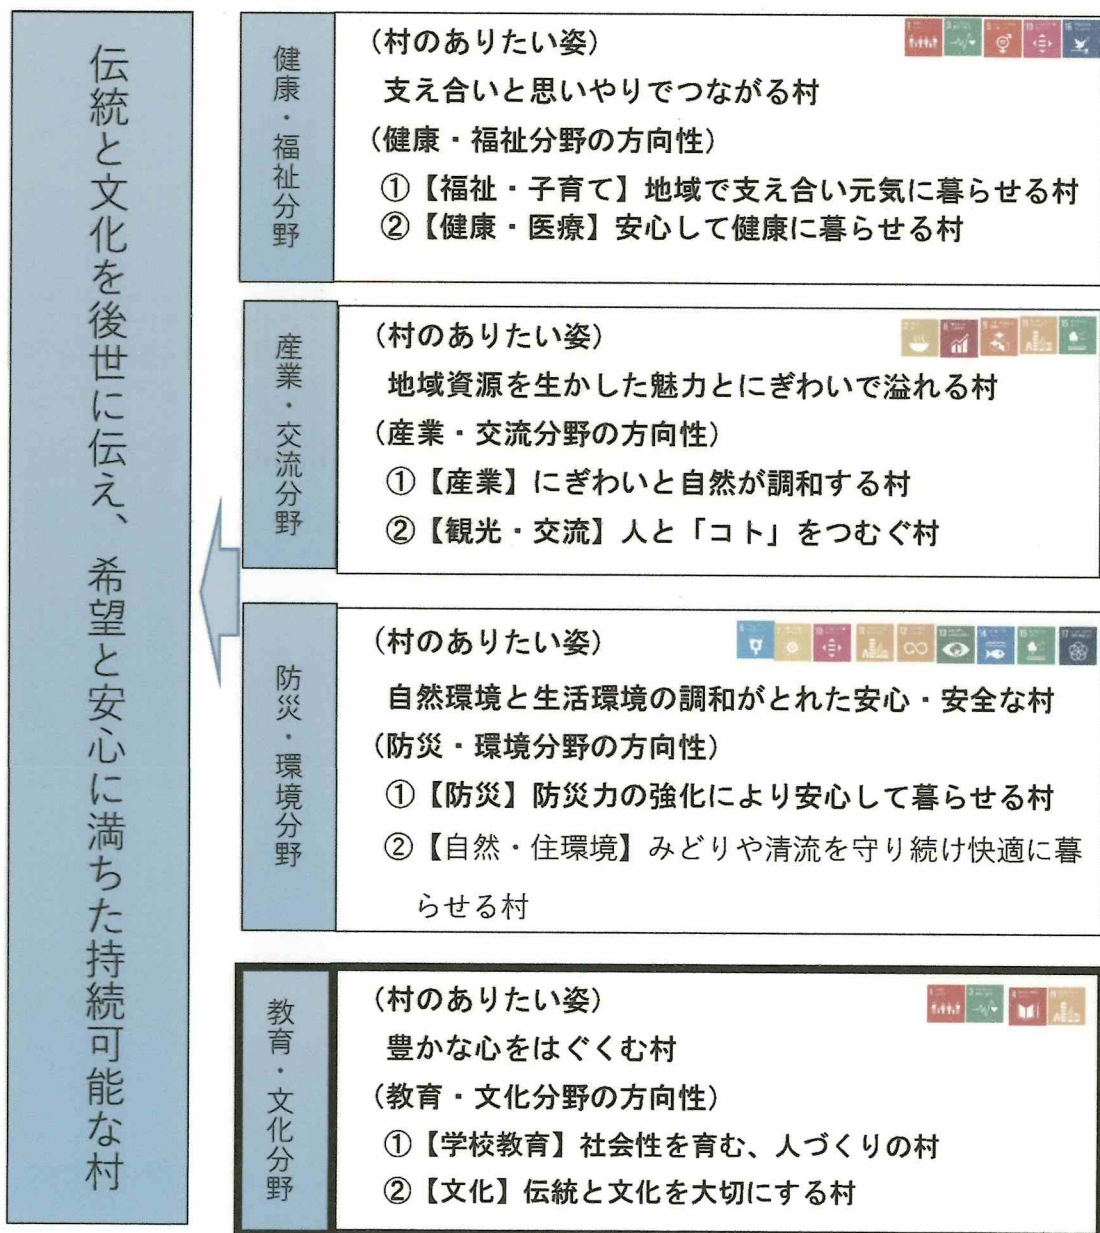 伝統と文化を後世に伝え、希望と安心に満ちた持続可能な村
健康・福祉分野
(村のありたい姿)
支え合いと思いやりでつながる村
(健康・福祉分野の方向性)
①【福祉・子育て】地域で支え合い元気に暮らせる村
②【健康・医療】安心して健康に暮らせる村
産業・交流分野
(村のありたい姿)
地域資源を生かした魅力とにぎわいで溢れる村
(産業・交流分野の方向性)
①【産業】にぎわいと自然が調和する村
②【観光・交流】人と「コト」をつむぐ村
防災・環境分野
(村のありたい姿)
自然環境と生活環境の調和がとれた安心・安全な村
(防災・環境分野の方向性)
①【防災】防災力の強化により安心して暮らせる村
②【自然・住環境】みどりや清流を守り続け快適に暮
らせる村
教育・文化分野
(村のありたい姿)
豊かな心をはぐくむ村
(教育・文化分野の方向性)
①【学校教育】社会性を育む、人づくりの村
②【文化】伝統と文化を大切にする村